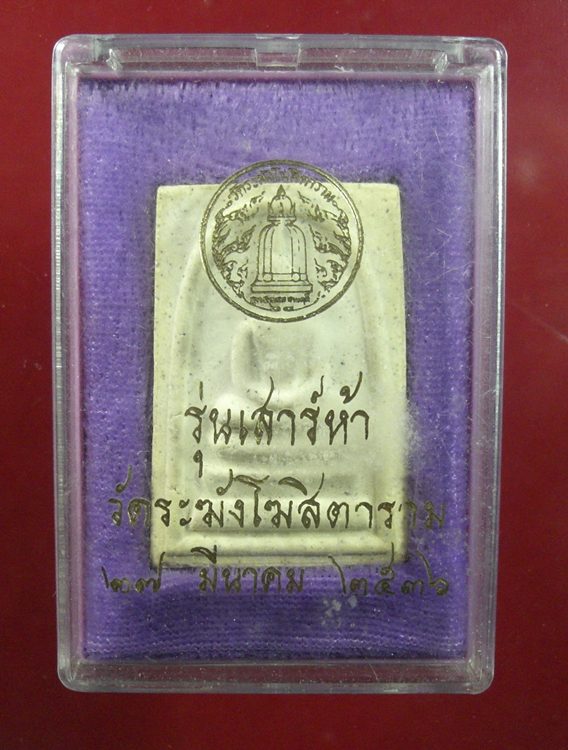 รุ่นเสาร์ห้า
วัดระฆังโฆสิตาราม
๒๗ มีนาคม ๒๕๓๖